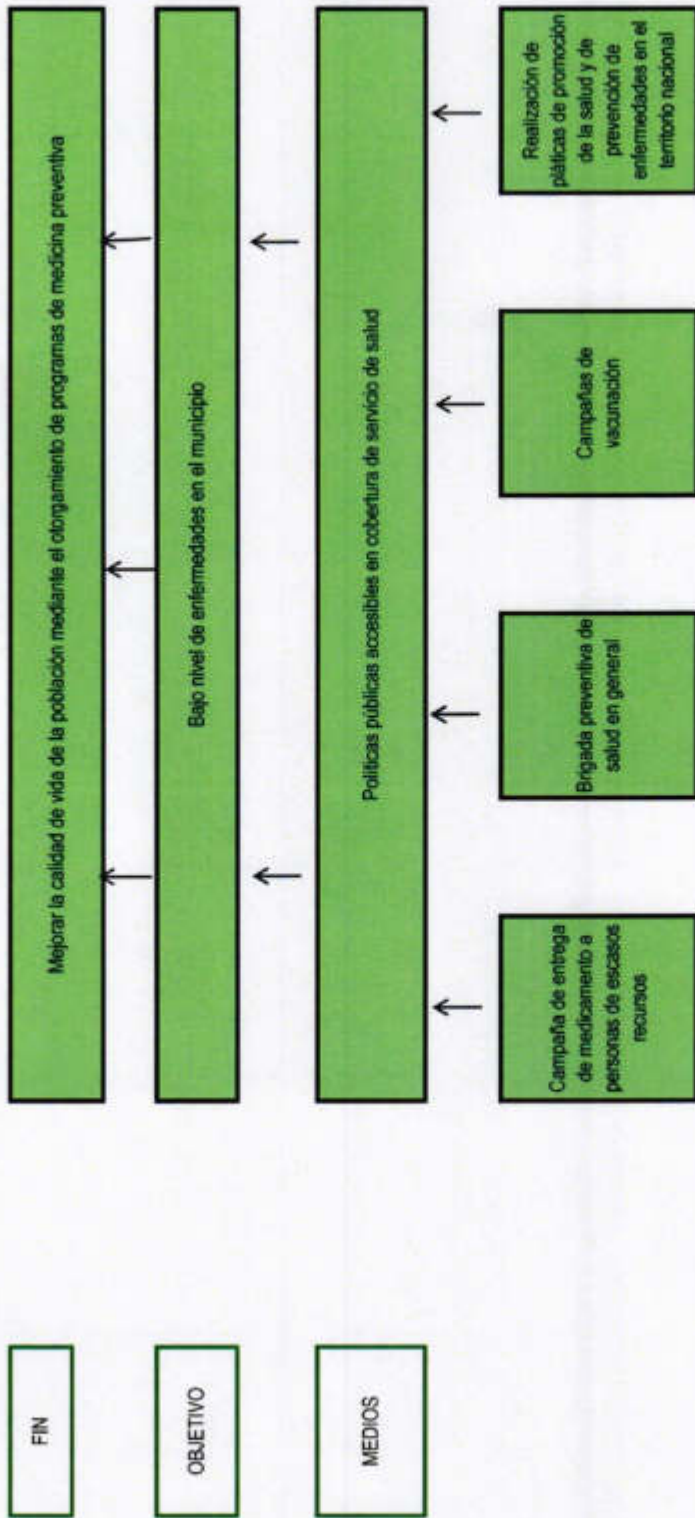 FIN
Mejorar la calidad de vida de la población mediante el otorgamiento de programas de medicina preventiva
OBJETIVO
Bajo nivel de enfermedades en el municipio
MEDIOS
Políticas públicas accesibles en cobertura de servicio de salud
Campaña de entrega
de medicamento a
personas de escasos
recursos
Brigada preventiva de
salud en general
Campañas de
vacunación
Realización de
pláticas de promoción
de la salud y de
prevención de
enfermedades en el
territorio nacional